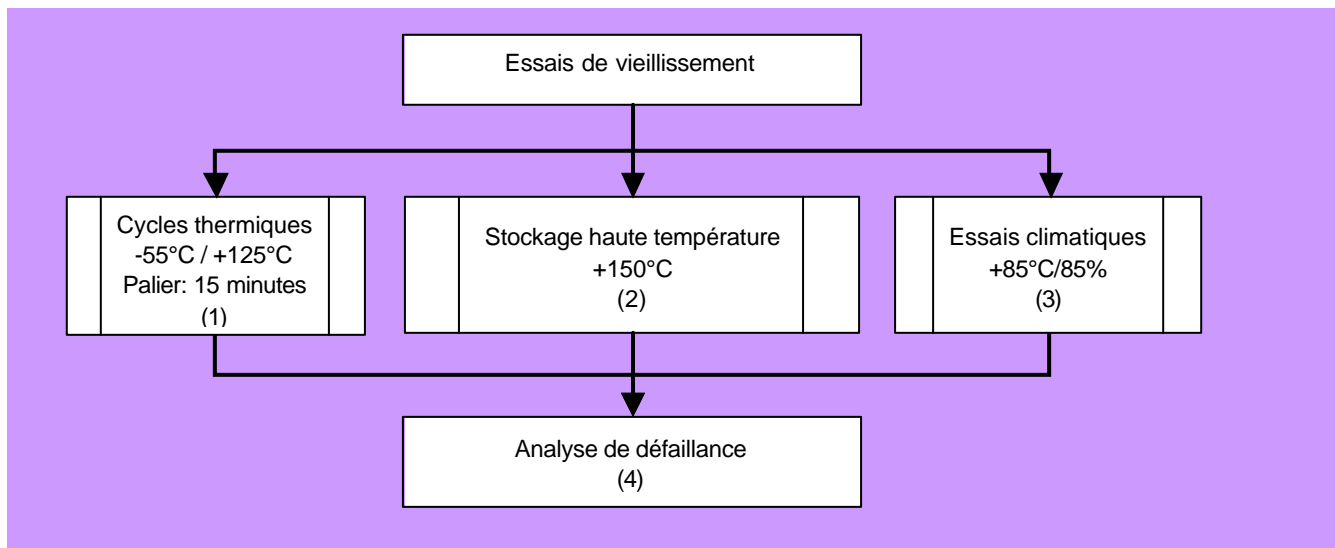 Essais de vieillissement
Cycles thermiques
-55°C / +125°C
Palier: 15 minutes
(1)
Stockage haute température
+150°C
(2)
Essais climatiques
+85°C/85%
(3)
Analyse de défaillance
(4)